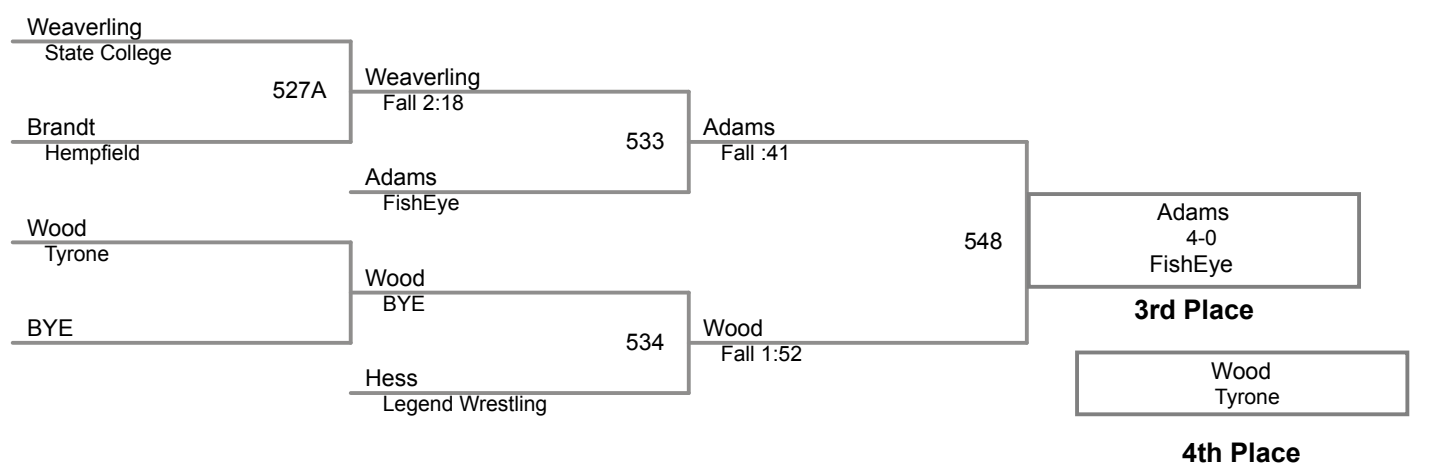 Weaverling
State College
527A
Weaverling
Fall 2:18
Brandt
Hempfield
533
Adams
Fall :41
Adams
FishEye
Wood
Tyrone
548
Adams
4-0
FishEye
3rd Place
Wood
BYE
BYE
534
Wood
Fall 1:52
Hess
Legend Wrestling
Wood
Tyrone
4th Place